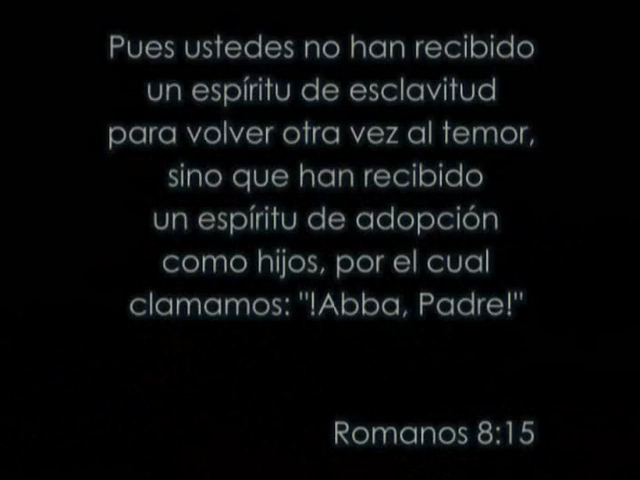 Pues ustedes no han recibido
un espíritu de esclavitud
para volver otra vez al temor,
sino que han recibido
un espíritu de adopción
como hijos, por el cual
clamamos: "!Abba, Padre!"
Romanos 8:15